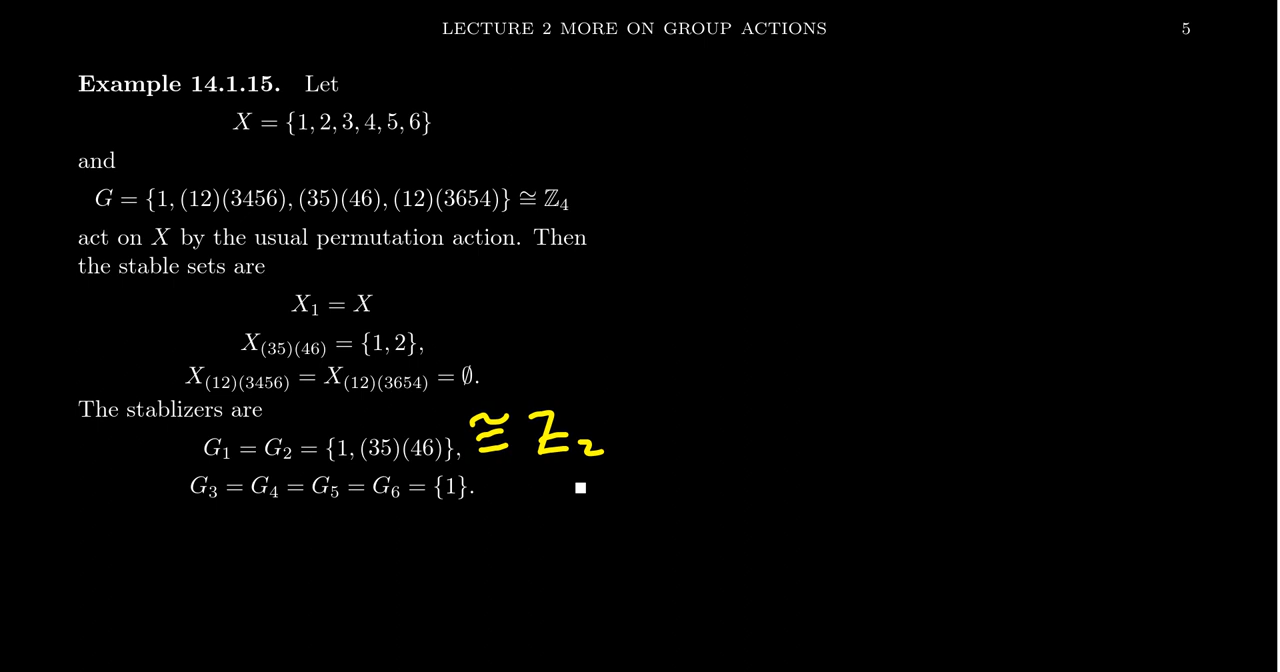 LECTURE 2 MORE ON GROUP ACTIONS 5
Example 14.1.15. Let
X = {1, 2, 3, 4, 5, 6}
and
G = {1, (12)(3456), (35)(46), (12)(3654)} ≅ ℤ₄
act on X by the usual permutation action. Then
the stable sets are
X₁ = X
X₍₃₅₎₍₄₆₎ = {1, 2},
X₍₁₂₎₍₃₄₅₆₎ = X₍₁₂₎₍₃₆₅₄₎ = ∅.
The stablizers are
G₁ = G₂ = {1, (35)(46)}, ≅ ℤ₂
G₃ = G₄ = G₅ = G₆ = {1}.